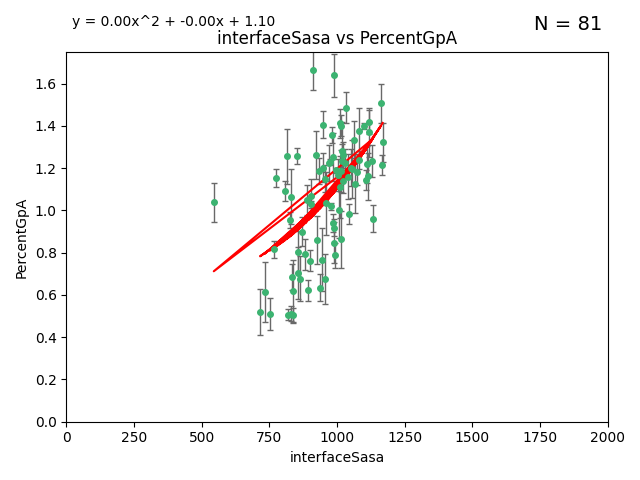 y = 0.00x^2 + -0.00x + 1.10
N = 81
interfaceSasa vs PercentGpA
PercentGpA
1.6
1.4
1.2
1.0
0.8
0.6
0.4
0.2
0.0
0 250 500 750 1000 1250 1500 1750 2000
interfaceSasa